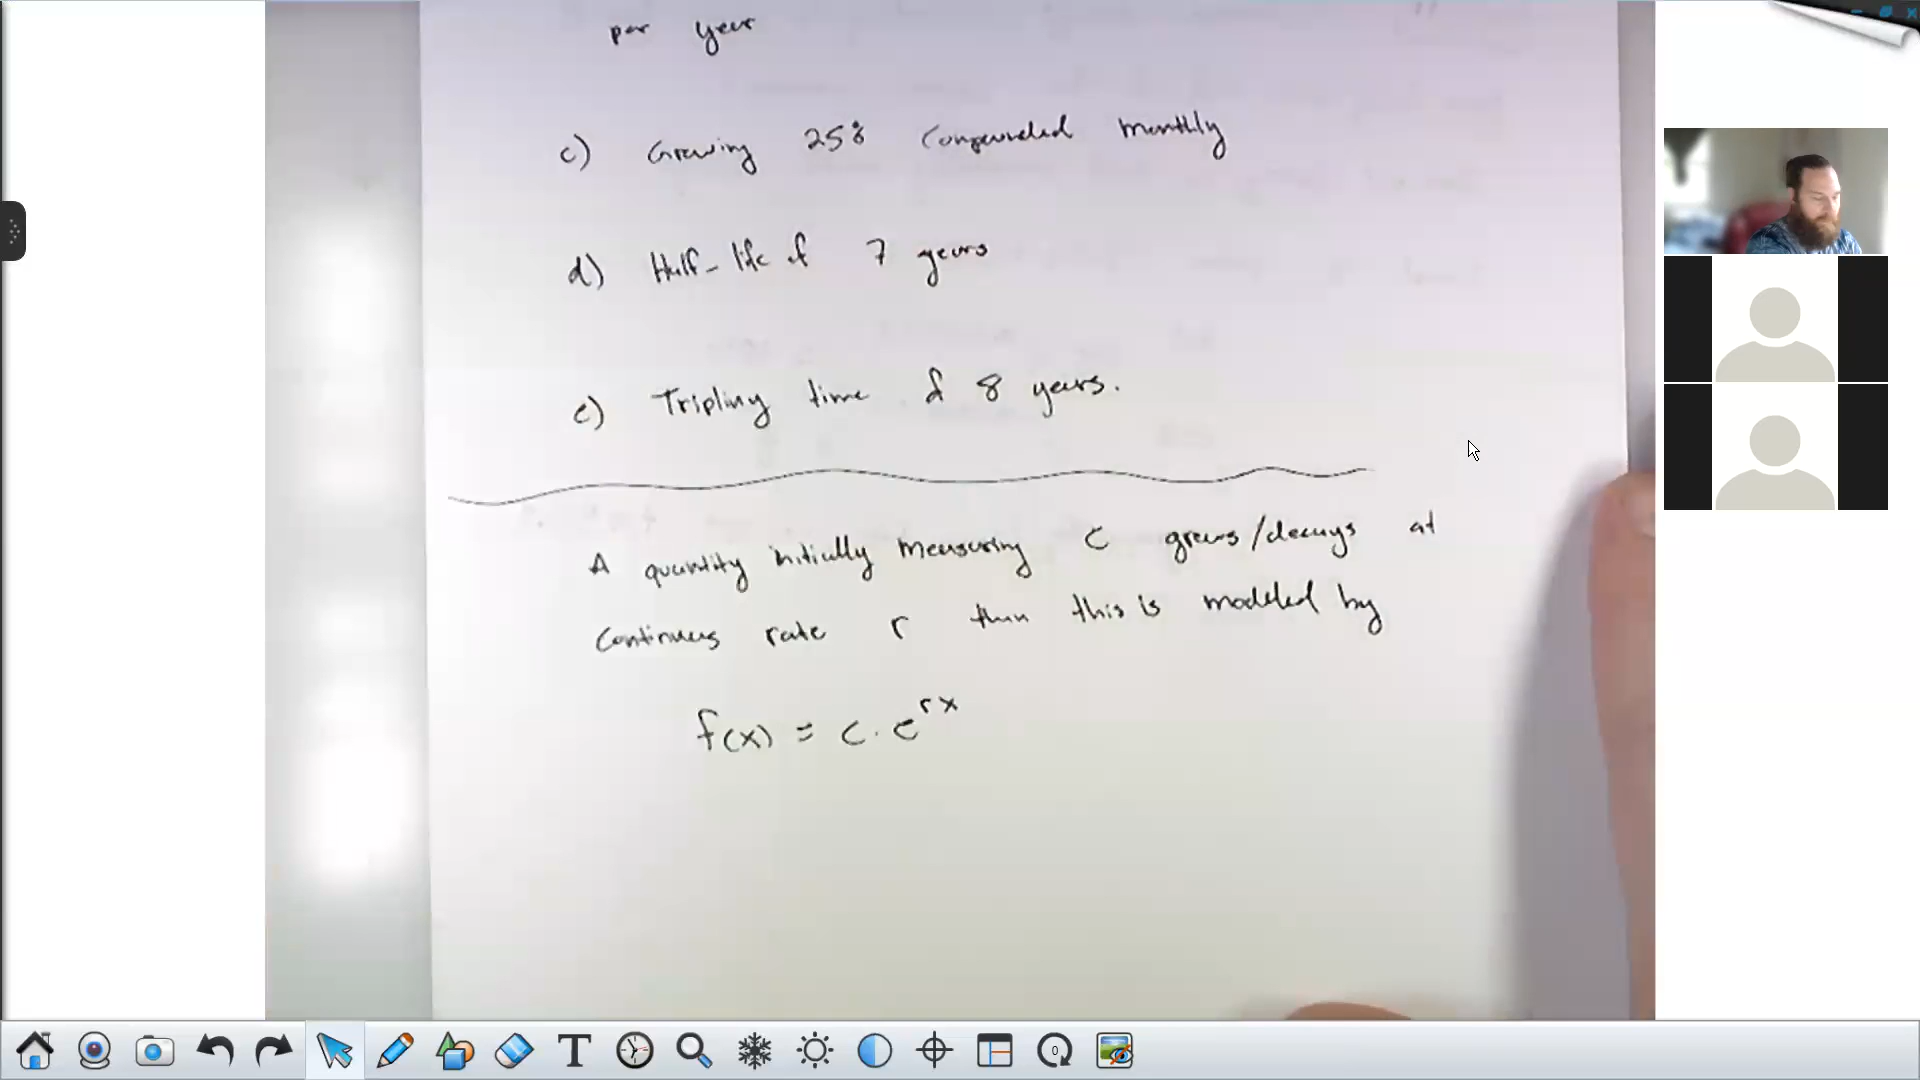 per year
c) Growing 25% Compounded monthly
d) Half-life of 7 years
e) Tripling time of 8 years.
A quantity initially measuring C grows/decays at
Continuous rate r then this is modeled by
f(x) = C · e^{rx}
T
0